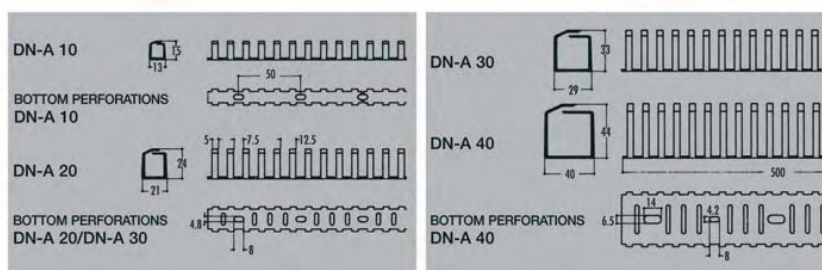 DN-A 10
15
13
50
BOTTOM PERFORATIONS
DN-A 10
5
7.5
12.5
DN-A 20
24
21
BOTTOM PERFORATIONS
DN-A 20/DN-A 30
4.8
8
DN-A 30
33
29
DN-A 40
44
40
500
BOTTOM PERFORATIONS
DN-A 40
14
4.2
6.5
8